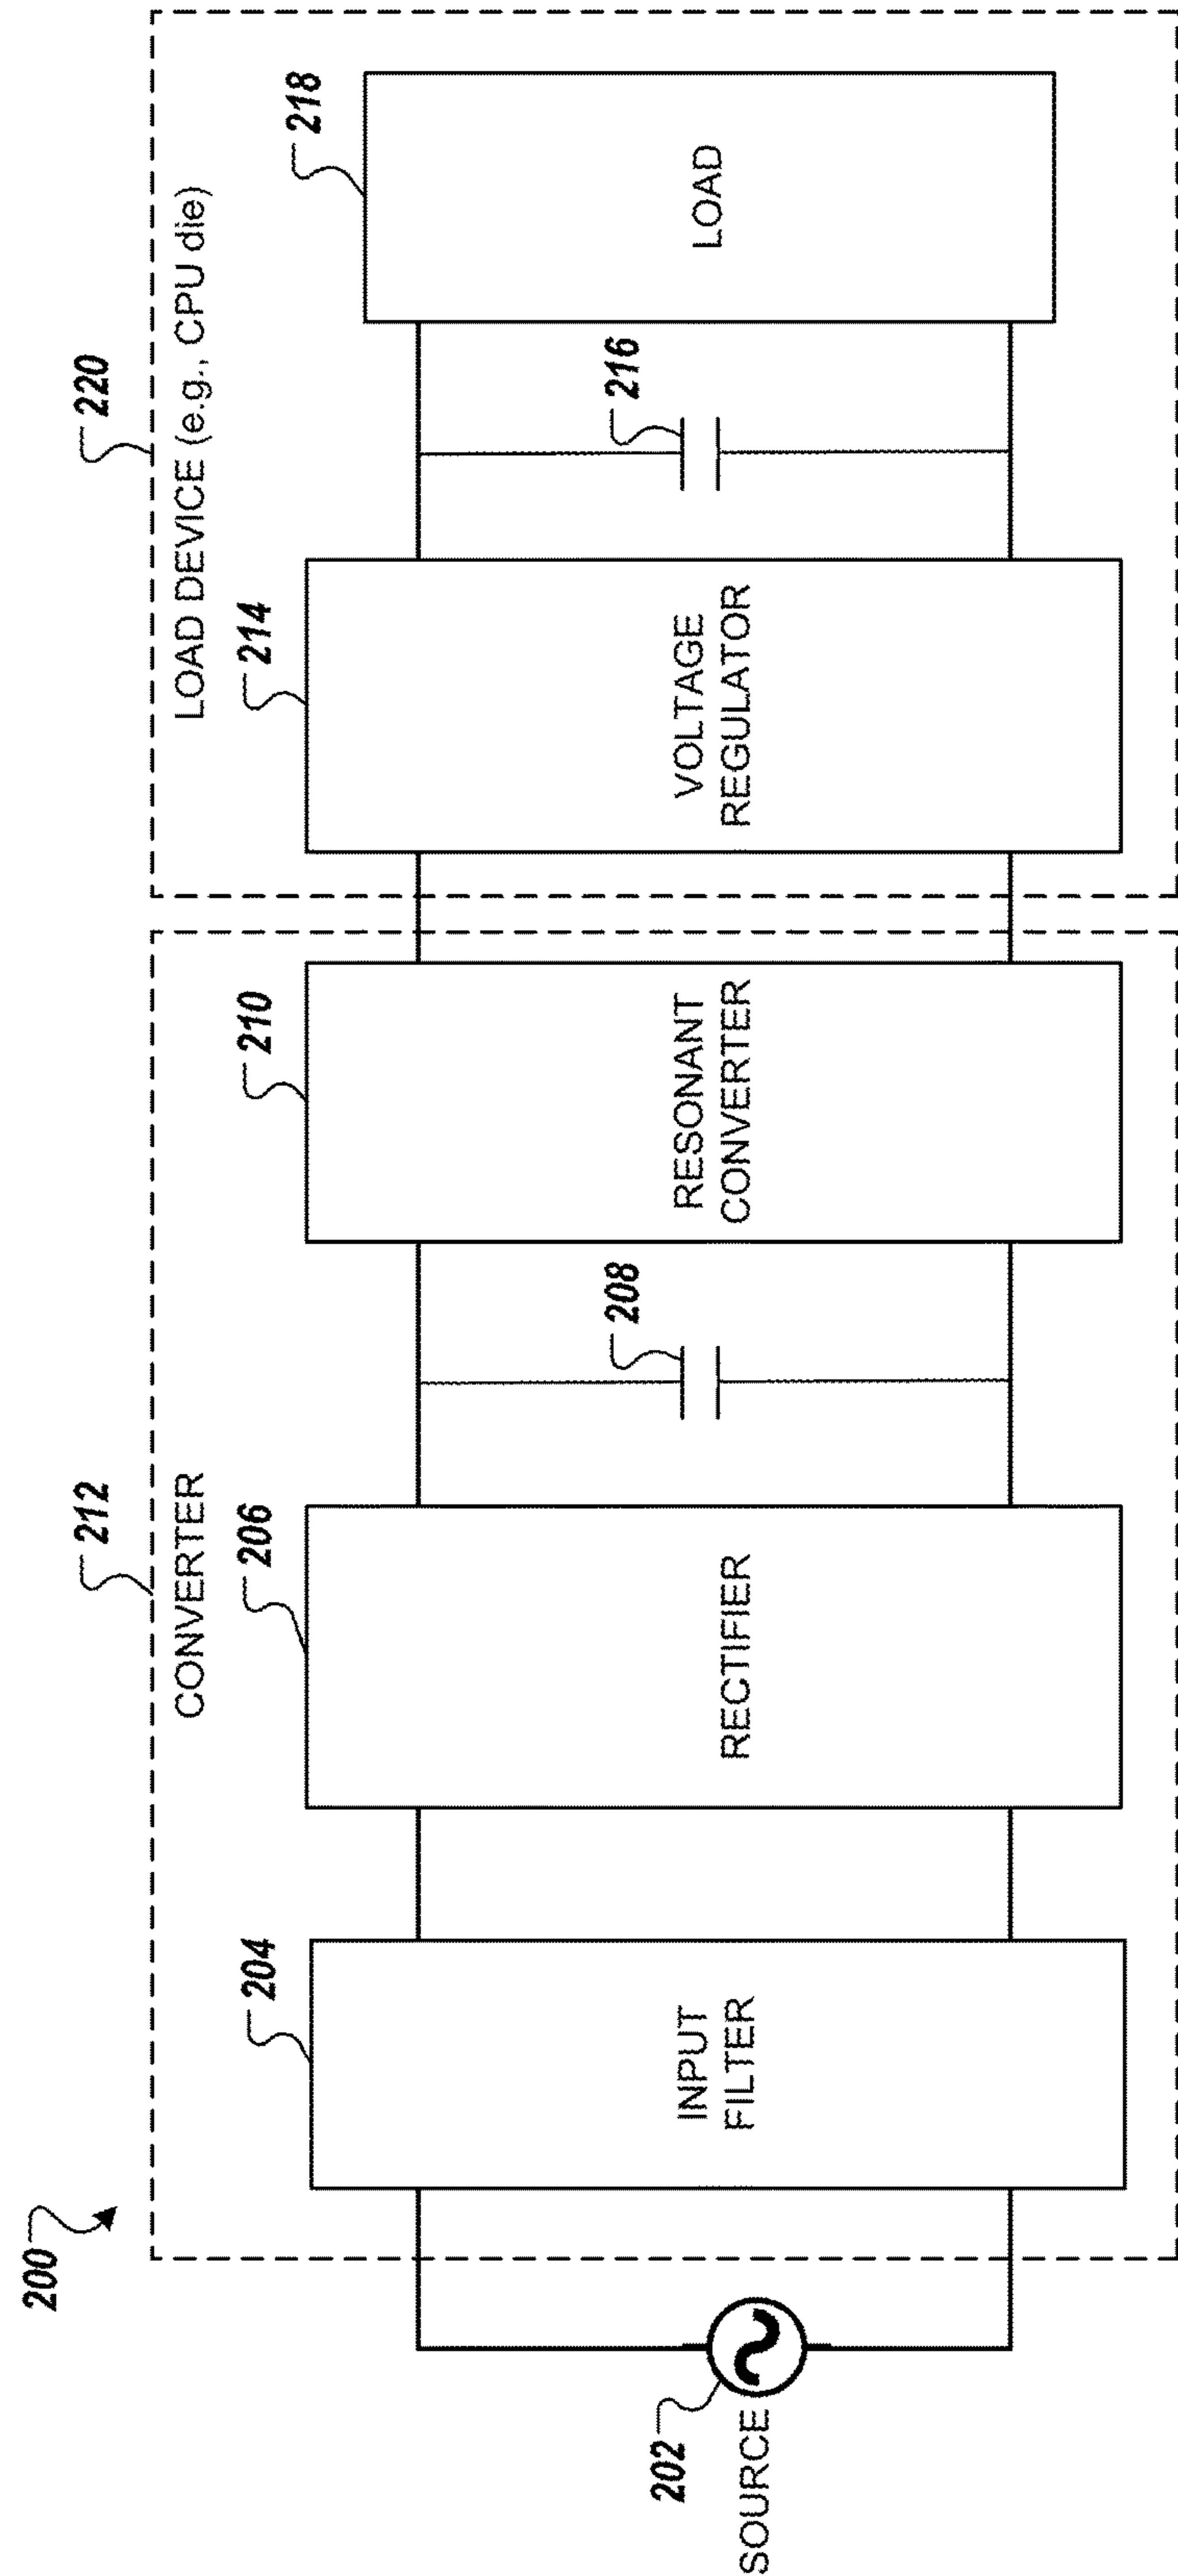 200
212
220
CONVERTER
LOAD DEVICE (e.g., CPU die)
204
206
210
214
218
208
216
202
SOURCE
INPUT
FILTER
RECTIFIER
RESONANT
CONVERTER
VOLTAGE
REGULATOR
LOAD